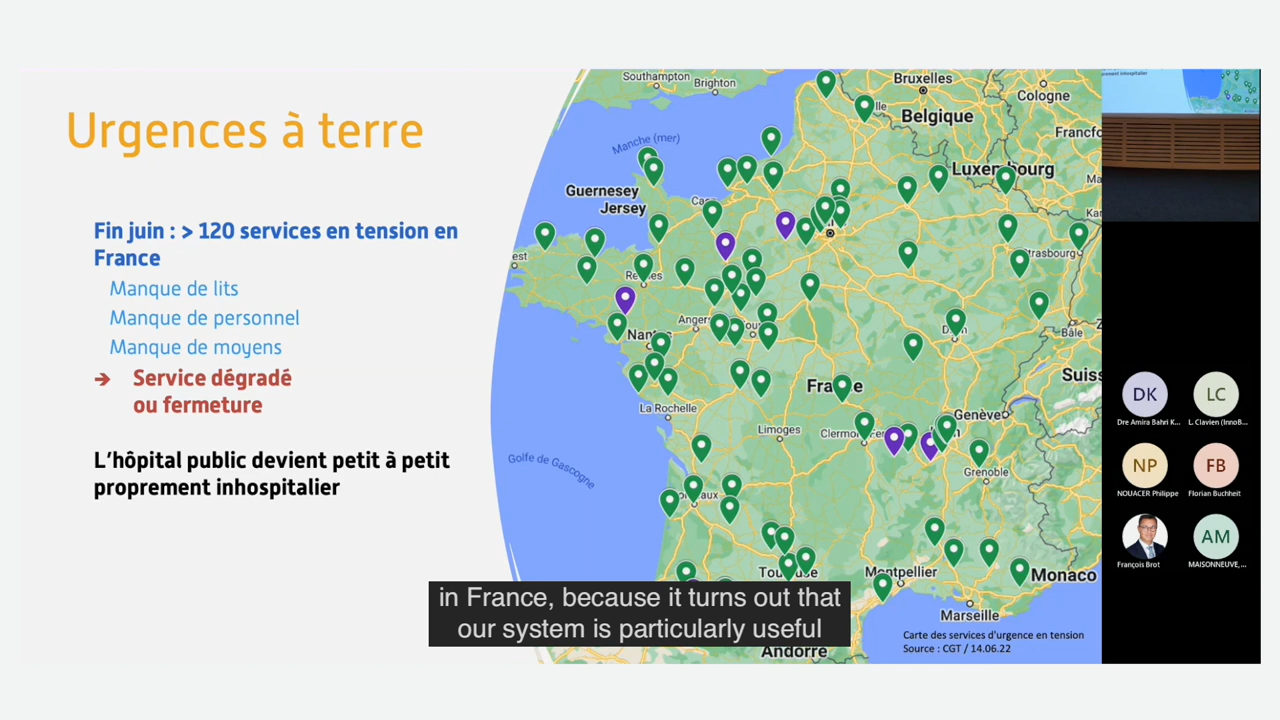 Urgences à terre
Fin juin : > 120 services en tension en
France
Manque de lits
Manque de personnel
Manque de moyens
➔ Service dégradé
ou fermeture
L'hôpital public devient petit à petit
proprement inhospitalier
Southampton
Brighton
Bruxelles
Cologne
Belgique
Manche (mer)
Luxembourg
Guernesey
Jersey
Strasbourg
Rennes
Angers
Nantes
Bâle
France
La Rochelle
Limoges
Genève
Grenoble
Golfe de Gascogne
Montpellier
Monaco
Marseille
Andorre
Carte des services d'urgence en tension
Source : CGT / 14.06.22
in France, because it turns out that
our system is particularly useful
DK
LC
Dre Amira Bahri K...
L. Clavien (InnoB...
NP
FB
NOUACER Philippe
Florian Buchheit
AM
François Brot
MAISONNEUVE,...